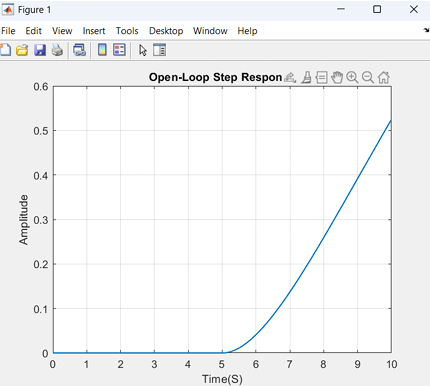 Figure 1
File Edit View Insert Tools Desktop Window Help
Open-Loop Step Respon
0.6
0.5
0.4
0.3
0.2
0.1
0
Amplitude
0 1 2 3 4 5 6 7 8 9 10
Time(S)